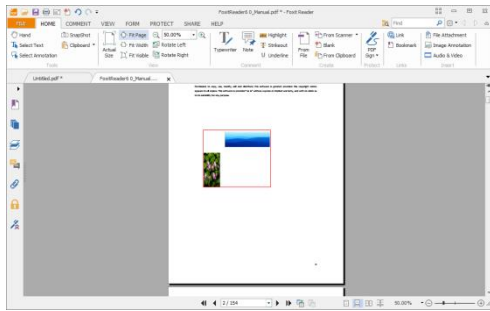 FoxitReader6.0_Manual.pdf * - Foxit Reader
FILE HOME COMMENT VIEW FORM PROTECT SHARE HELP
Find
Hand
Select Text
Select Annotation
SnapShot
Clipboard
Actual
Size
Fit Page
Fit Width
Fit Visible
50.00%
Rotate Left
Rotate Right
Typewriter
Note
Highlight
Strikeout
Underline
From
File
From Scanner
Blank
From Clipboard
PDF
Sign
Link
Bookmark
File Attachment
Image Annotation
Audio & Video
Tools View Comment Create Protect Links Insert
Untitled.pdf * FoxitReader6.0_Manual....
2 / 154
50.00%